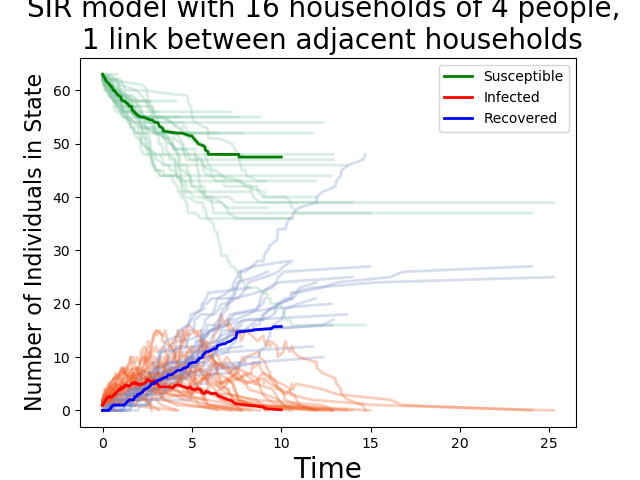 SIR model with 16 households of 4 people,
1 link between adjacent households
Number of Individuals in State
60
50
40
30
20
10
0
Susceptible
Infected
Recovered
0 5 10 15 20 25
Time